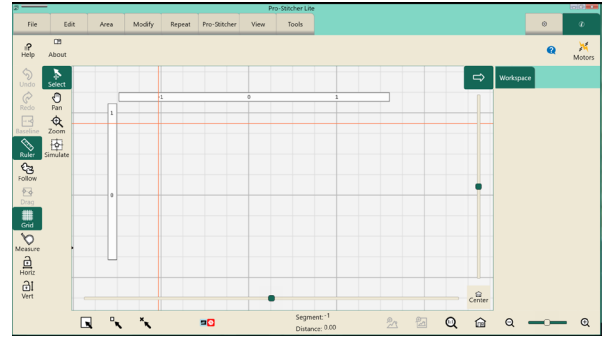 Pro-Stitcher Lite
File Edit Area Modify Repeat Pro-Stitcher View Tools
Help About
Motors
Undo Select
Redo Pan
Baseline Zoom
Ruler Simulate
Follow
Drag
Grid
Measure
Horiz
Vert
Workspace
-1 0 1
1
0
Center
Segment: -1
Distance: 0.00
1:1